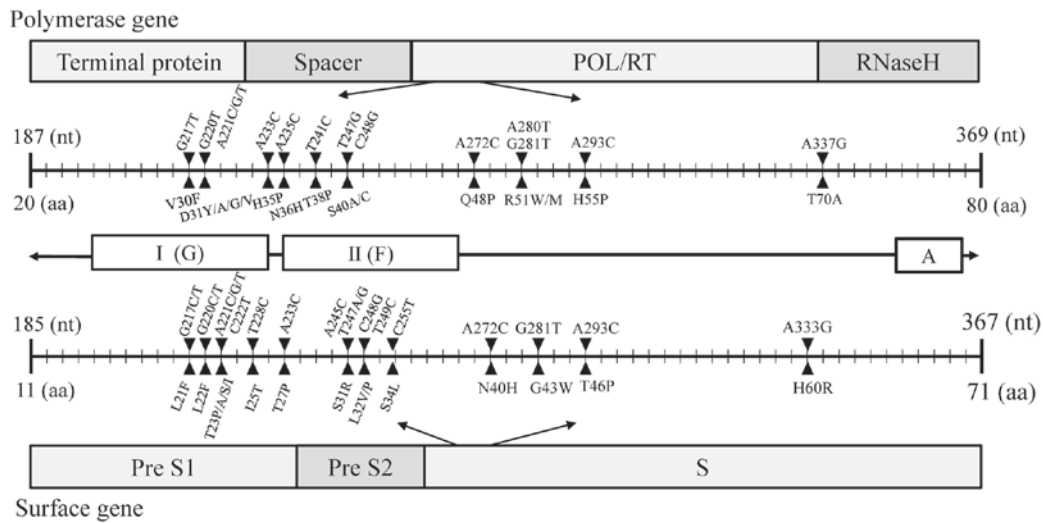 Polymerase gene
Terminal protein Spacer POL/RT RNaseH
187 (nt) G217T G220T A221C/G/T A233C A235C T241C T247G C248G A272C A280T G281T A293C A337G 369 (nt)
20 (aa) V30F D31Y/A/G/V H35P N36H T38P S40A/C Q48P R51W/M H55P T70A 80 (aa)
I (G) II (F) A
185 (nt) G217C/T G220C/T A221C/G/T C222T T228C A233C A245C T247A/G C248G T249C C255T A272C G281T A293C A333G 367 (nt)
11 (aa) L21F L22F T23P/A/S/I I25T T27P S31R L32V/P S34L N40H G43W T46P H60R 71 (aa)
Pre S1 Pre S2 S
Surface gene